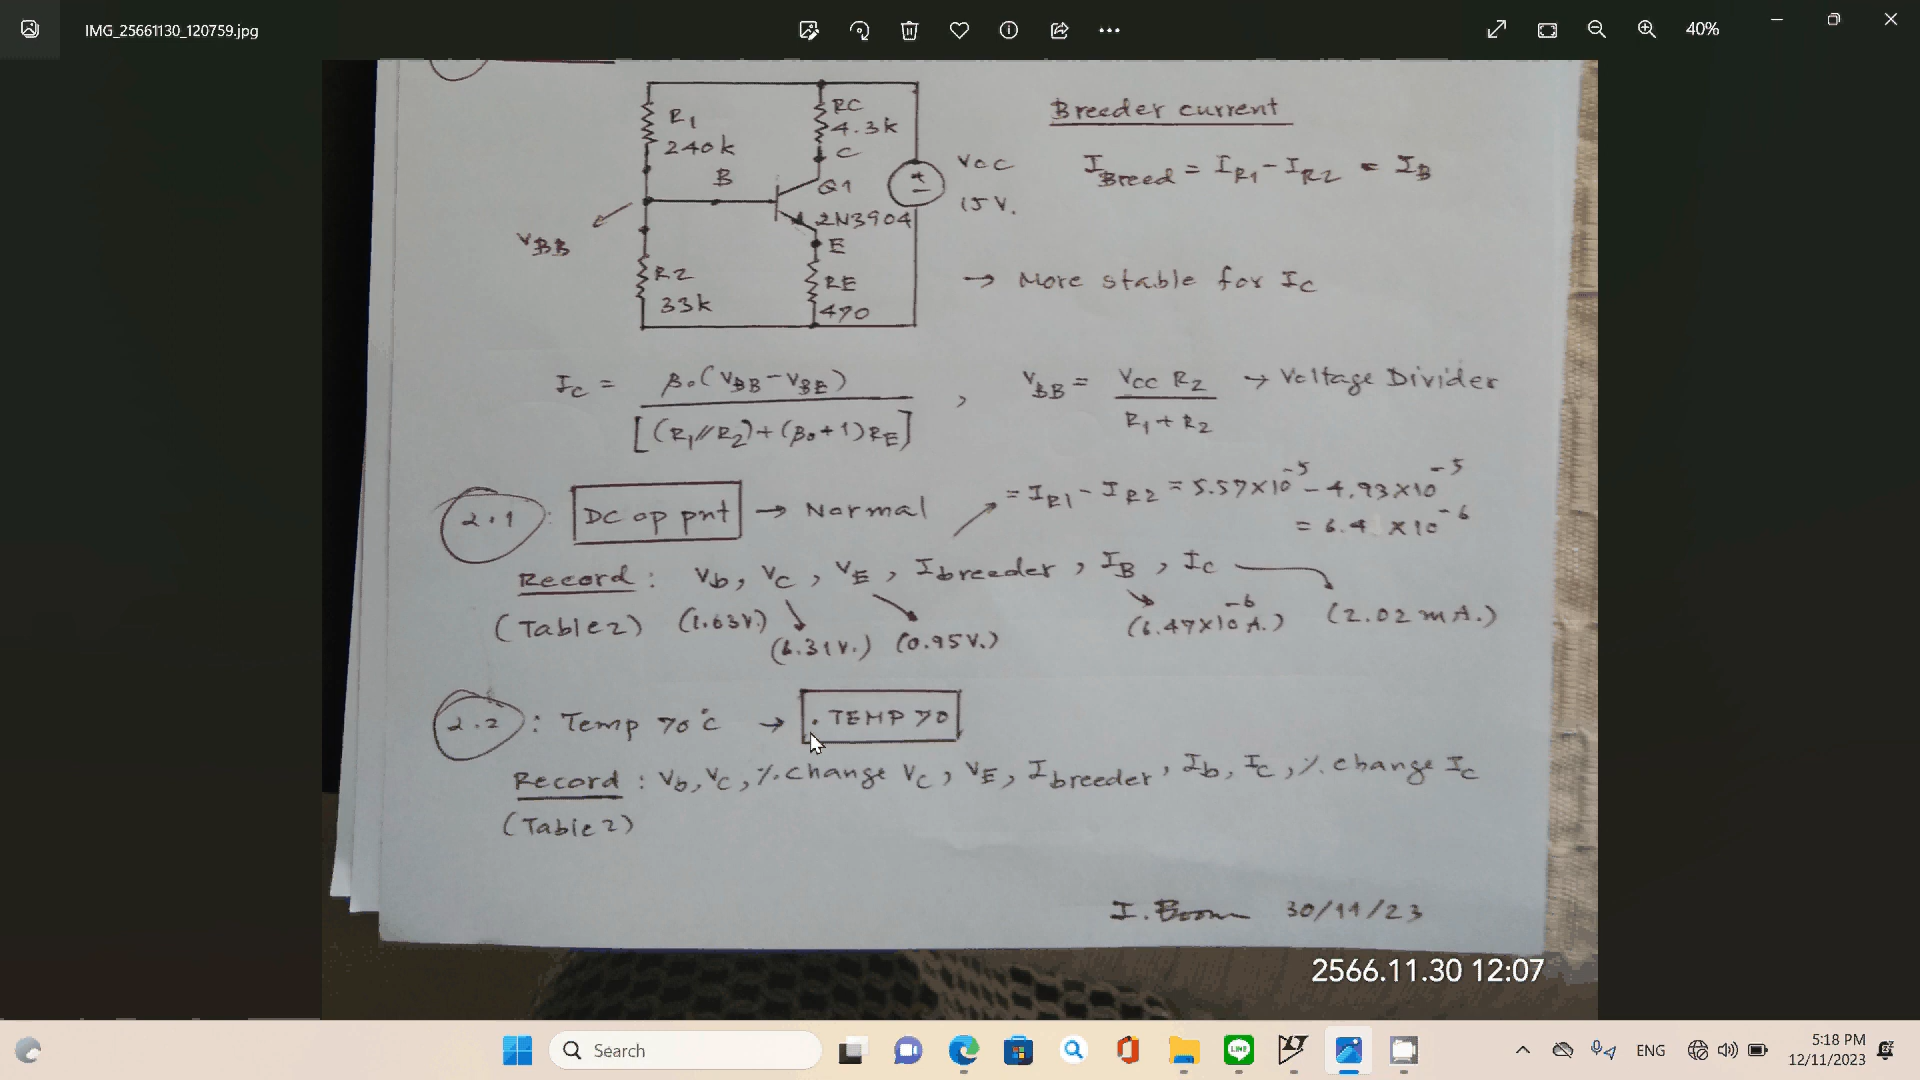 IMG_25661130_120759.jpg
40%
R1
240k
RC
4.3k
C
B
Q1
2N3904
VCC
15V.
VBB
E
R2
33k
RE
470
Breeder current
IBreed = IR1 - IR2 = IB
→ More stable for IC
IC = β0(VBB-VBE) / [(R1//R2)+(β0+1)RE] , VBB = VCC R2 / R1+R2 → Voltage Divider
2.1 : DC op pnt → Normal
= IR1 - IR2 = 5.57×10^-5 - 4.93×10^-5
= 6.4 ×10^-6
Record : Vb, VC, VE, Ibreeder, IB, IC
(Table 2) (1.63V.) (6.31V.) (0.95V.) (6.47×10^-6 A.) (2.02 mA.)
2.2 : Temp 70°C → .TEMP 70
Record : Vb, VC, %change VC, VE, Ibreeder, Ib, IC, %change IC
(Table 2)
I. Boom 30/11/23
2566.11.30 12:07
Search
LINE
ENG
5:18 PM
12/11/2023